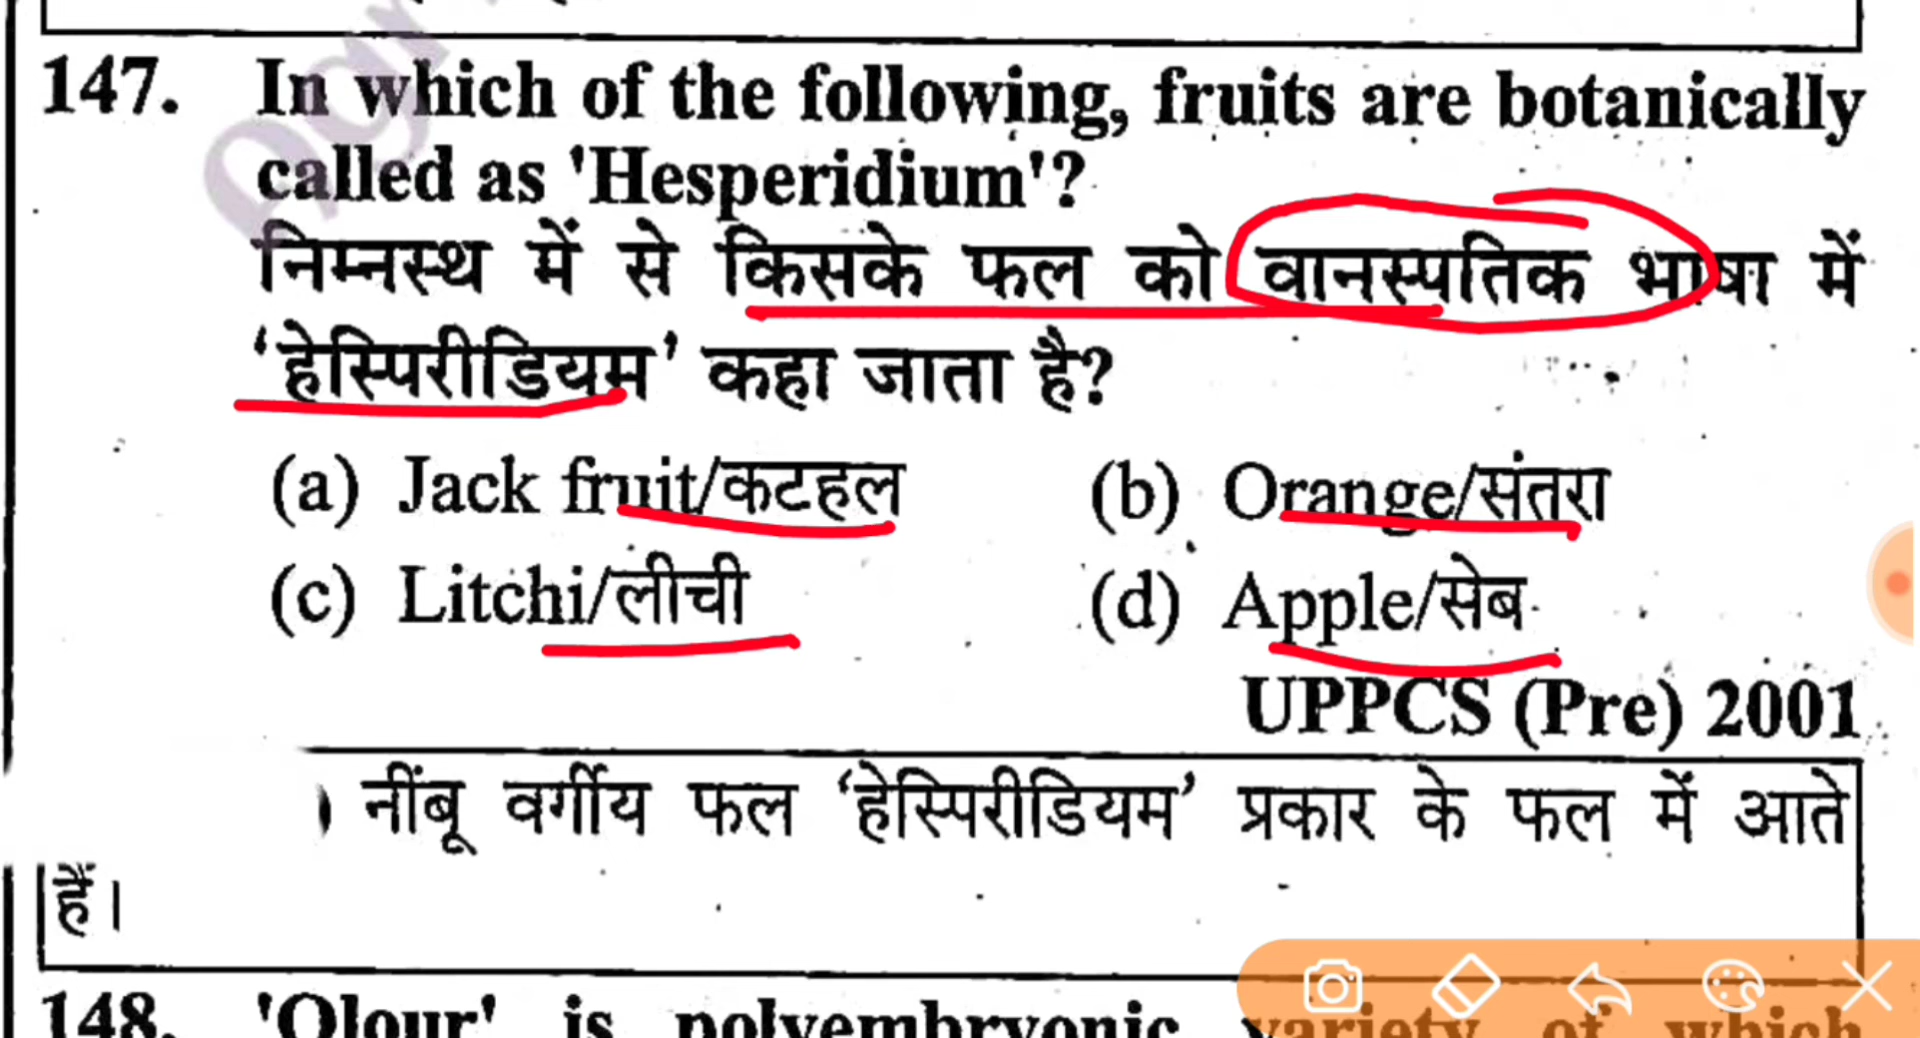 147. In which of the following, fruits are botanically
called as 'Hesperidium'?
निम्नस्थ में से किसके फल को वानस्पतिक भाषा में
'हेस्पिरीडियम' कहा जाता है?
(a) Jack fruit/कटहल (b) Orange/संतरा
(c) Litchi/लीची (d) Apple/सेब
UPPCS (Pre) 2001
नींबू वर्गीय फल 'हेस्पिरीडियम' प्रकार के फल में आते
हैं।
148. 'Olour' is polyembryonic variety of which